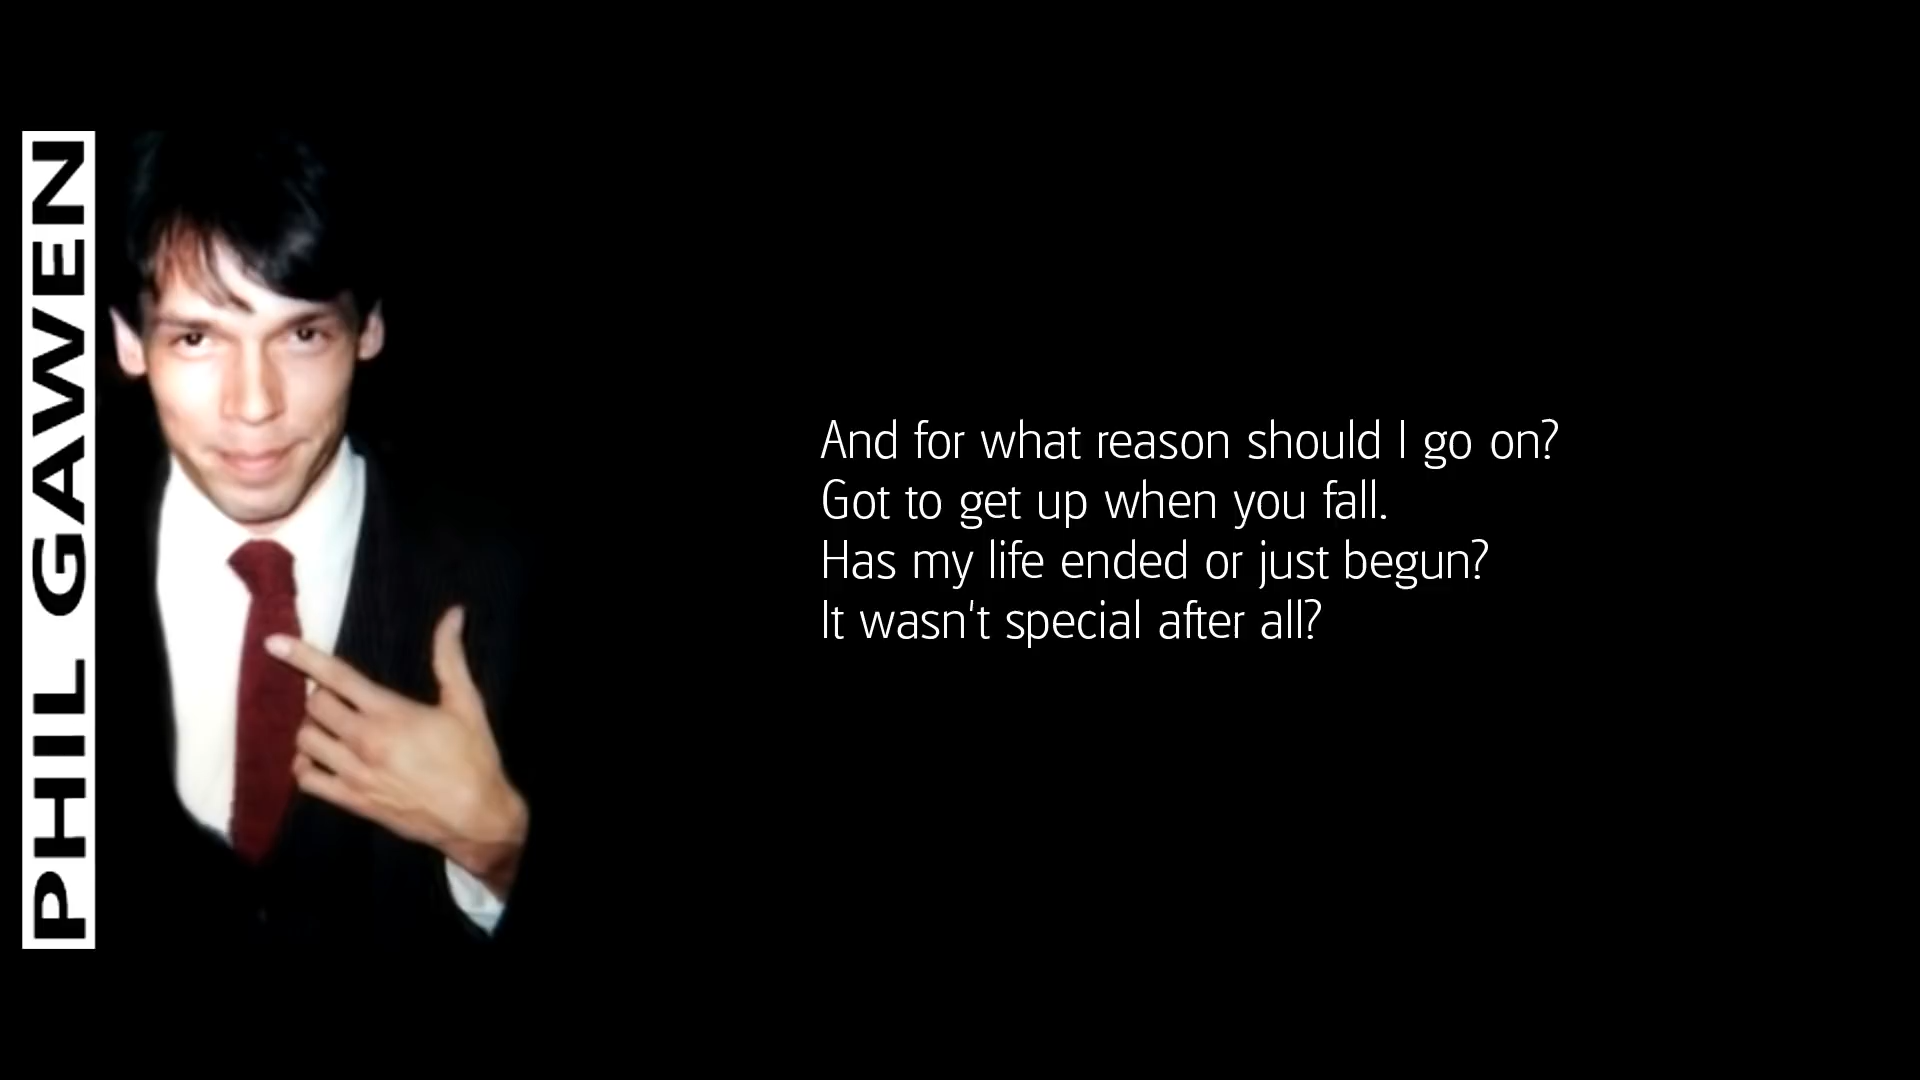 PHIL GAWEN
And for what reason should I go on?
Got to get up when you fall.
Has my life ended or just begun?
It wasn't special after all?